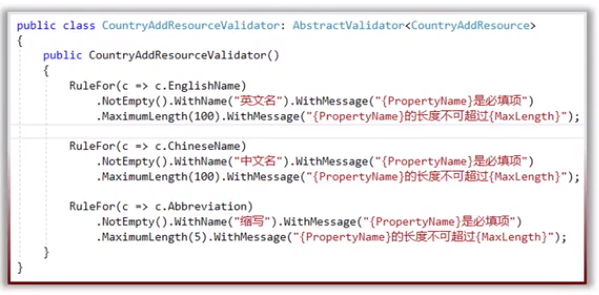 public class CountryAddResourceValidator: AbstractValidator<CountryAddResource>
{
    public CountryAddResourceValidator()
    {
        RuleFor(c => c.EnglishName)
            .NotEmpty().WithName("英文名").WithMessage("{PropertyName}是必填项")
            .MaximumLength(100).WithMessage("{PropertyName}的长度不可超过{MaxLength}");

        RuleFor(c => c.ChineseName)
            .NotEmpty().WithName("中文名").WithMessage("{PropertyName}是必填项")
            .MaximumLength(100).WithMessage("{PropertyName}的长度不可超过{MaxLength}");

        RuleFor(c => c.Abbreviation)
            .NotEmpty().WithName("缩写").WithMessage("{PropertyName}是必填项")
            .MaximumLength(5).WithMessage("{PropertyName}的长度不可超过{MaxLength}");
    }
}